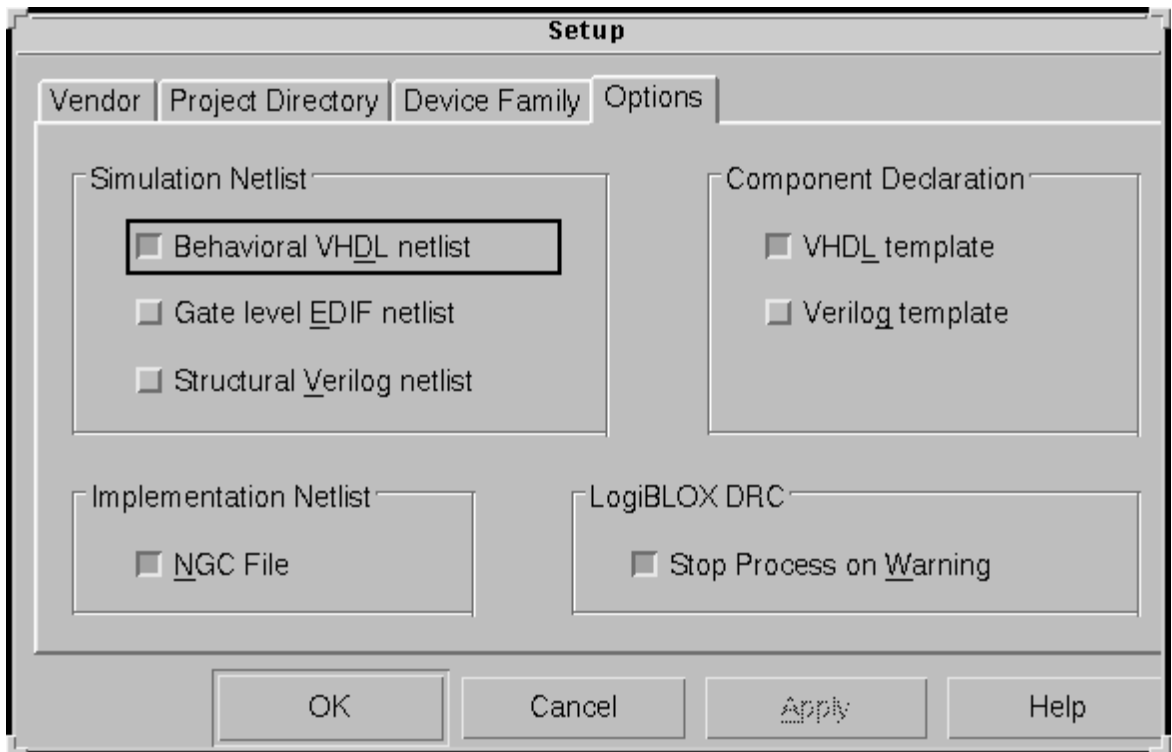 Setup
Vendor Project Directory Device Family Options
Simulation Netlist
Behavioral VHDL netlist
Gate level EDIF netlist
Structural Verilog netlist
Component Declaration
VHDL template
Verilog template
Implementation Netlist
NGC File
LogiBLOX DRC
Stop Process on Warning
OK Cancel Apply Help